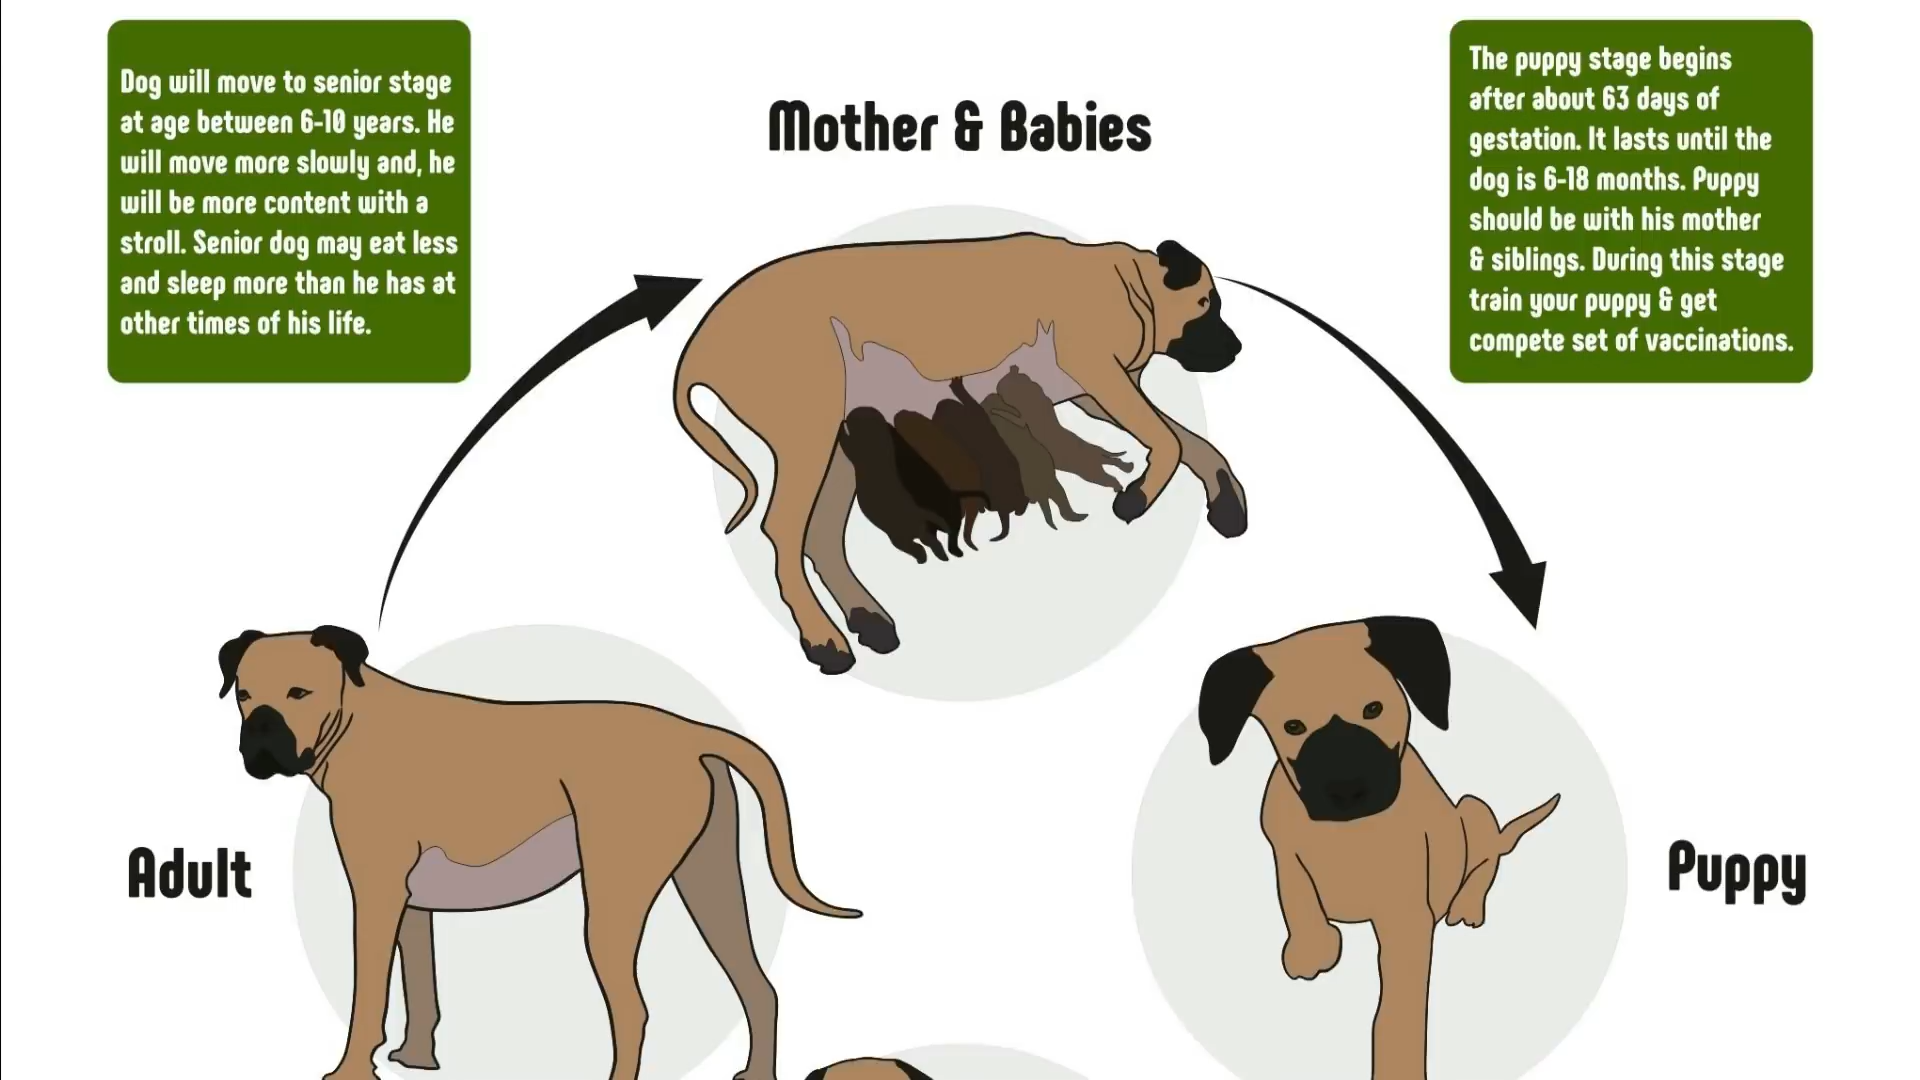 Dog will move to senior stage
at age between 6-10 years. He
will move more slowly and, he
will be more content with a
stroll. Senior dog may eat less
and sleep more than he has at
other times of his life.
Mother & Babies
The puppy stage begins
after about 63 days of
gestation. It lasts until the
dog is 6-18 months. Puppy
should be with his mother
& siblings. During this stage
train your puppy & get
compete set of vaccinations.
Adult
Puppy